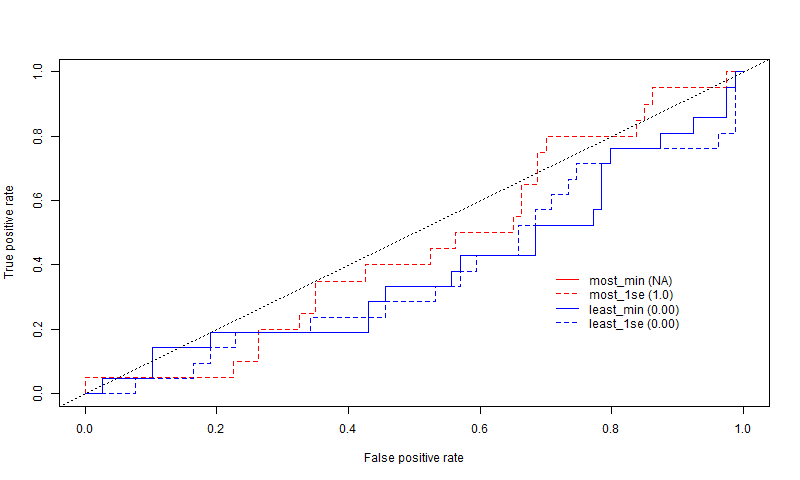 True positive rate
1.0
0.8
0.6
0.4
0.2
0.0
most_min (NA)
most_1se (1.0)
least_min (0.00)
least_1se (0.00)
0.0 0.2 0.4 0.6 0.8 1.0
False positive rate